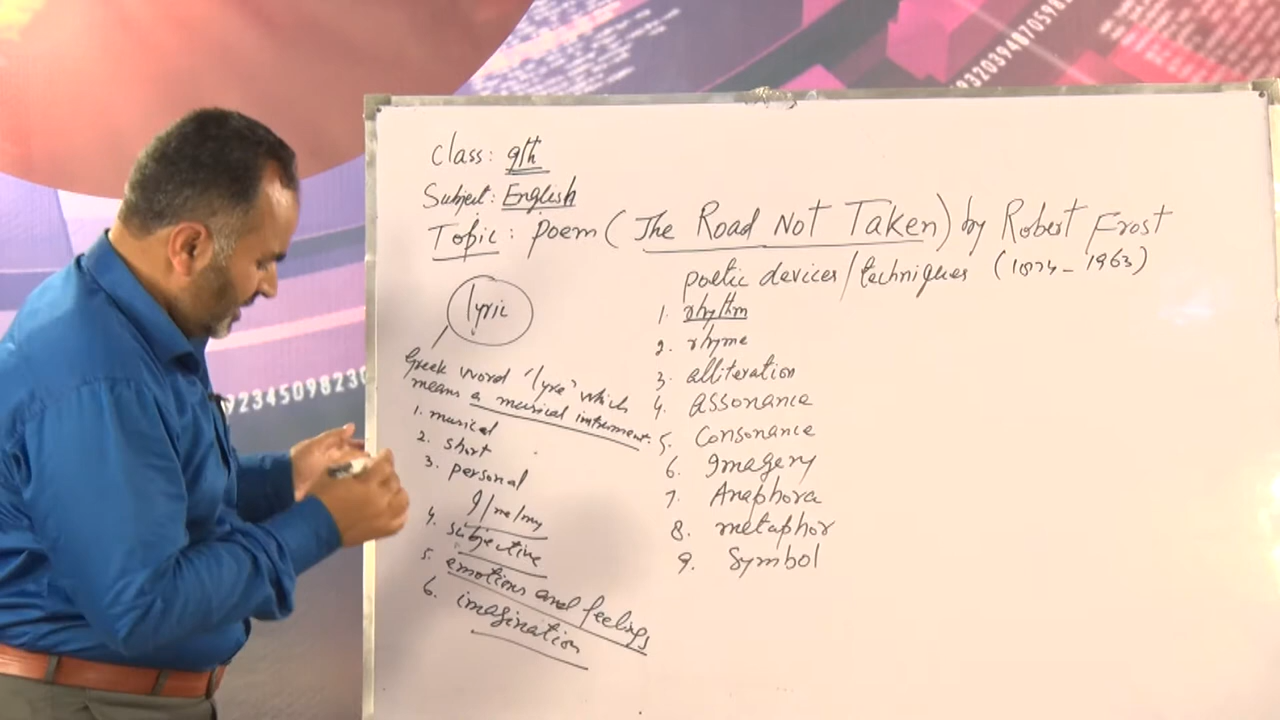 Class: 9th
Subject: English
Topic: Poem (The Road Not Taken) by Robert Frost
poetic devices/techniques (1874-1963)
lyric
Greek word 'lyre' which
means a musical instrument.
1. musical
2. short
3. personal
I/me/my
4. subjective
5. emotions and feelings
6. imagination
1. rhythm
2. rhyme
3. alliteration
4. assonance
5. Consonance
6. Imagery
7. Anaphora
8. metaphor
9. Symbol
92345098230
9320394870598